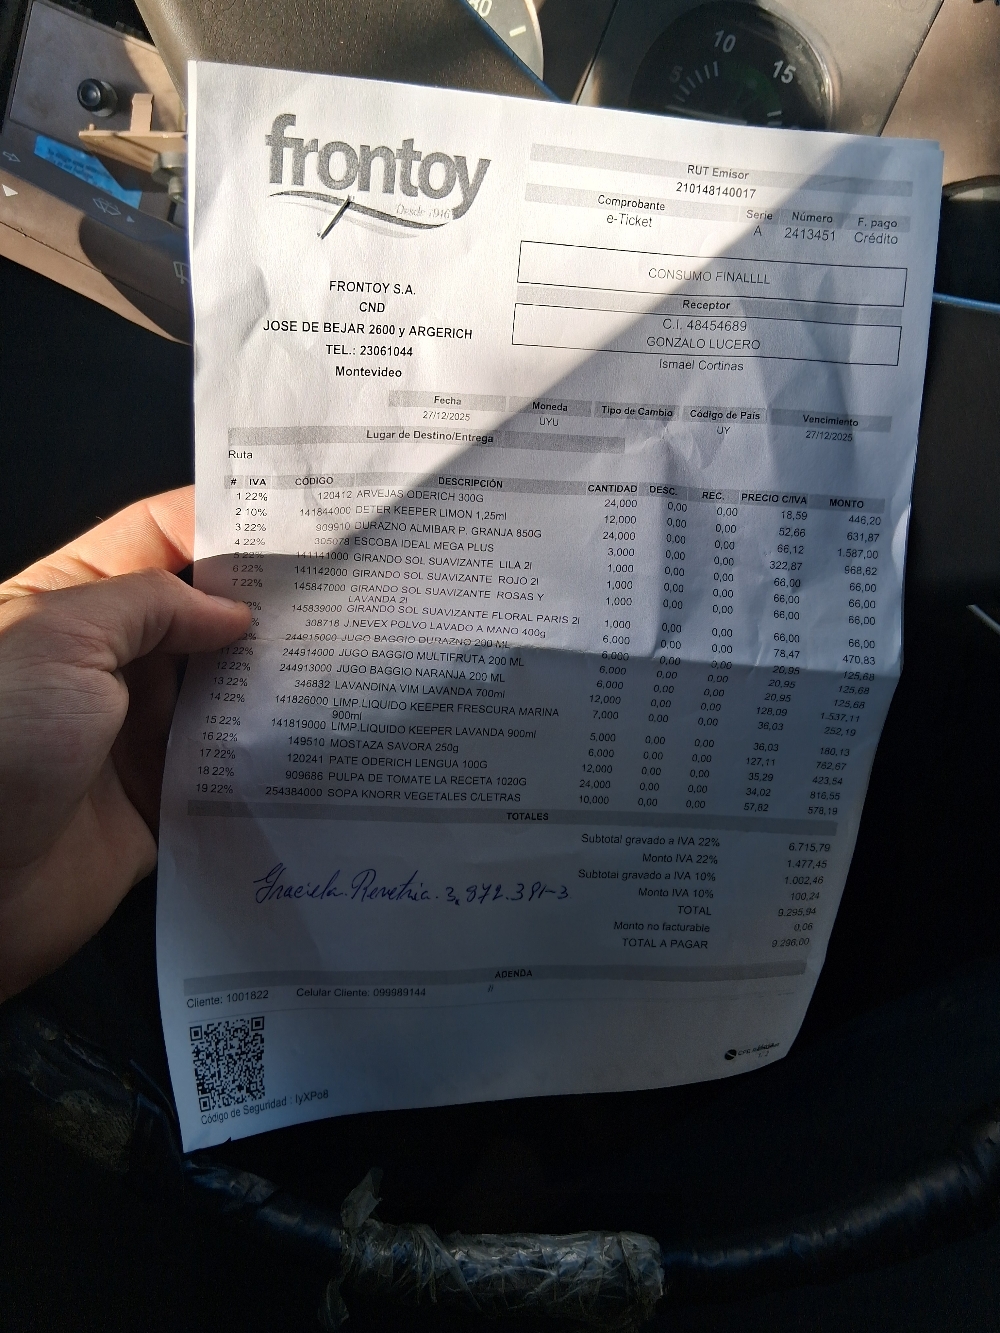 frontoy
Desde 1946
RUT Emisor
210148140017
Comprobante Serie Número F. pago
e-Ticket A 2413451 Crédito
CONSUMO FINALLLL
Receptor
C.I. 48454689
GONZALO LUCERO
Ismael Cortinas
FRONTOY S.A.
CND
JOSE DE BEJAR 2600 y ARGERICH
TEL.: 23061044
Montevideo
Fecha Moneda Tipo de Cambio Código de País Vencimiento
27/12/2025 UYU UY 27/12/2025
Lugar de Destino/Entrega
Ruta
# IVA CÓDIGO DESCRIPCIÓN CANTIDAD DESC. REC. PRECIO C/IVA MONTO
1 22% 120412 ARVEJAS ODERICH 300G 24,000 0,00 0,00 18,59 446,20
2 10% 141844000 DETER KEEPER LIMON 1,25ml 12,000 0,00 0,00 52,66 631,87
3 22% 909910 DURAZNO ALMIBAR P. GRANJA 850G 24,000 0,00 0,00 66,12 1.587,00
4 22% 305078 ESCOBA IDEAL MEGA PLUS 3,000 0,00 0,00 322,87 968,62
5 22% 141141000 GIRANDO SOL SUAVIZANTE LILA 2l 1,000 0,00 0,00 66,00 66,00
6 22% 141142000 GIRANDO SOL SUAVIZANTE ROJO 2l 1,000 0,00 0,00 66,00 66,00
7 22% 145847000 GIRANDO SOL SUAVIZANTE ROSAS Y 1,000 0,00 0,00 66,00 66,00
LAVANDA 2l
145839000 GIRANDO SOL SUAVIZANTE FLORAL PARIS 2l 1,000 0,00 0,00 66,00 66,00
308718 J.NEVEX POLVO LAVADO A MANO 400g 6,000 0,00 0,00 78,47 470,83
244915000 JUGO BAGGIO DURAZNO 200 ML 6,000 0,00 0,00 20,95 125,68
11 22% 244914000 JUGO BAGGIO MULTIFRUTA 200 ML 6,000 0,00 0,00 20,95 125,68
12 22% 244913000 JUGO BAGGIO NARANJA 200 ML 6,000 0,00 0,00 20,95 125,68
13 22% 346832 LAVANDINA VIM LAVANDA 700ml 12,000 0,00 0,00 128,09 1.537,11
14 22% 141826000 LIMP.LIQUIDO KEEPER FRESCURA MARINA 7,000 0,00 0,00 36,03 252,19
900ml
15 22% 141819000 LIMP.LIQUIDO KEEPER LAVANDA 900ml 5,000 0,00 0,00 36,03 180,13
16 22% 149510 MOSTAZA SAVORA 250g 6,000 0,00 0,00 127,11 762,67
17 22% 120241 PATE ODERICH LENGUA 100G 12,000 0,00 0,00 35,29 423,54
18 22% 909686 PULPA DE TOMATE LA RECETA 1020G 24,000 0,00 0,00 34,02 816,55
19 22% 254384000 SOPA KNORR VEGETALES C/LETRAS 10,000 0,00 0,00 57,82 578,19
TOTALES
Subtotal gravado a IVA 22% 6.715,79
Monto IVA 22% 1.477,45
Subtotal gravado a IVA 10% 1.002,46
Monto IVA 10% 100,24
TOTAL 9.295,94
Monto no facturable 0,06
TOTAL A PAGAR 9.296,00
Graciela Revetria. 3.872.391-3
ADENDA
Cliente: 1001822 Celular Cliente: 099989144 //
Código de Seguridad : IyXPo8
10 15
5